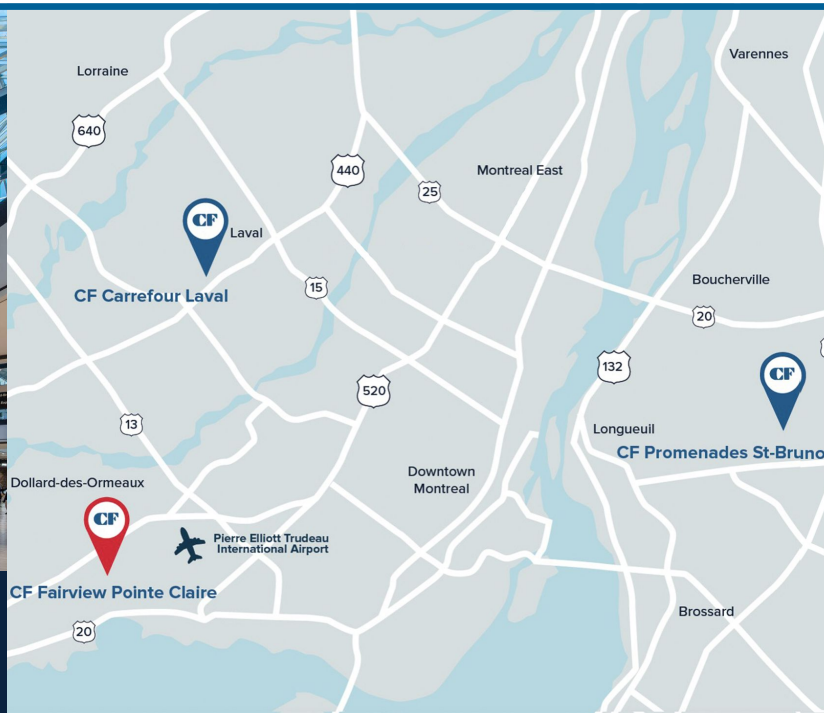 Varennes
Lorraine
640
440
Montreal East
25
CF
Laval
CF Carrefour Laval
15
Boucherville
20
132
CF
520
13
Longueuil
CF Promenades St-Bruno
Downtown
Montreal
Dollard-des-Ormeaux
CF
Pierre Elliott Trudeau
International Airport
CF Fairview Pointe Claire
20
Brossard